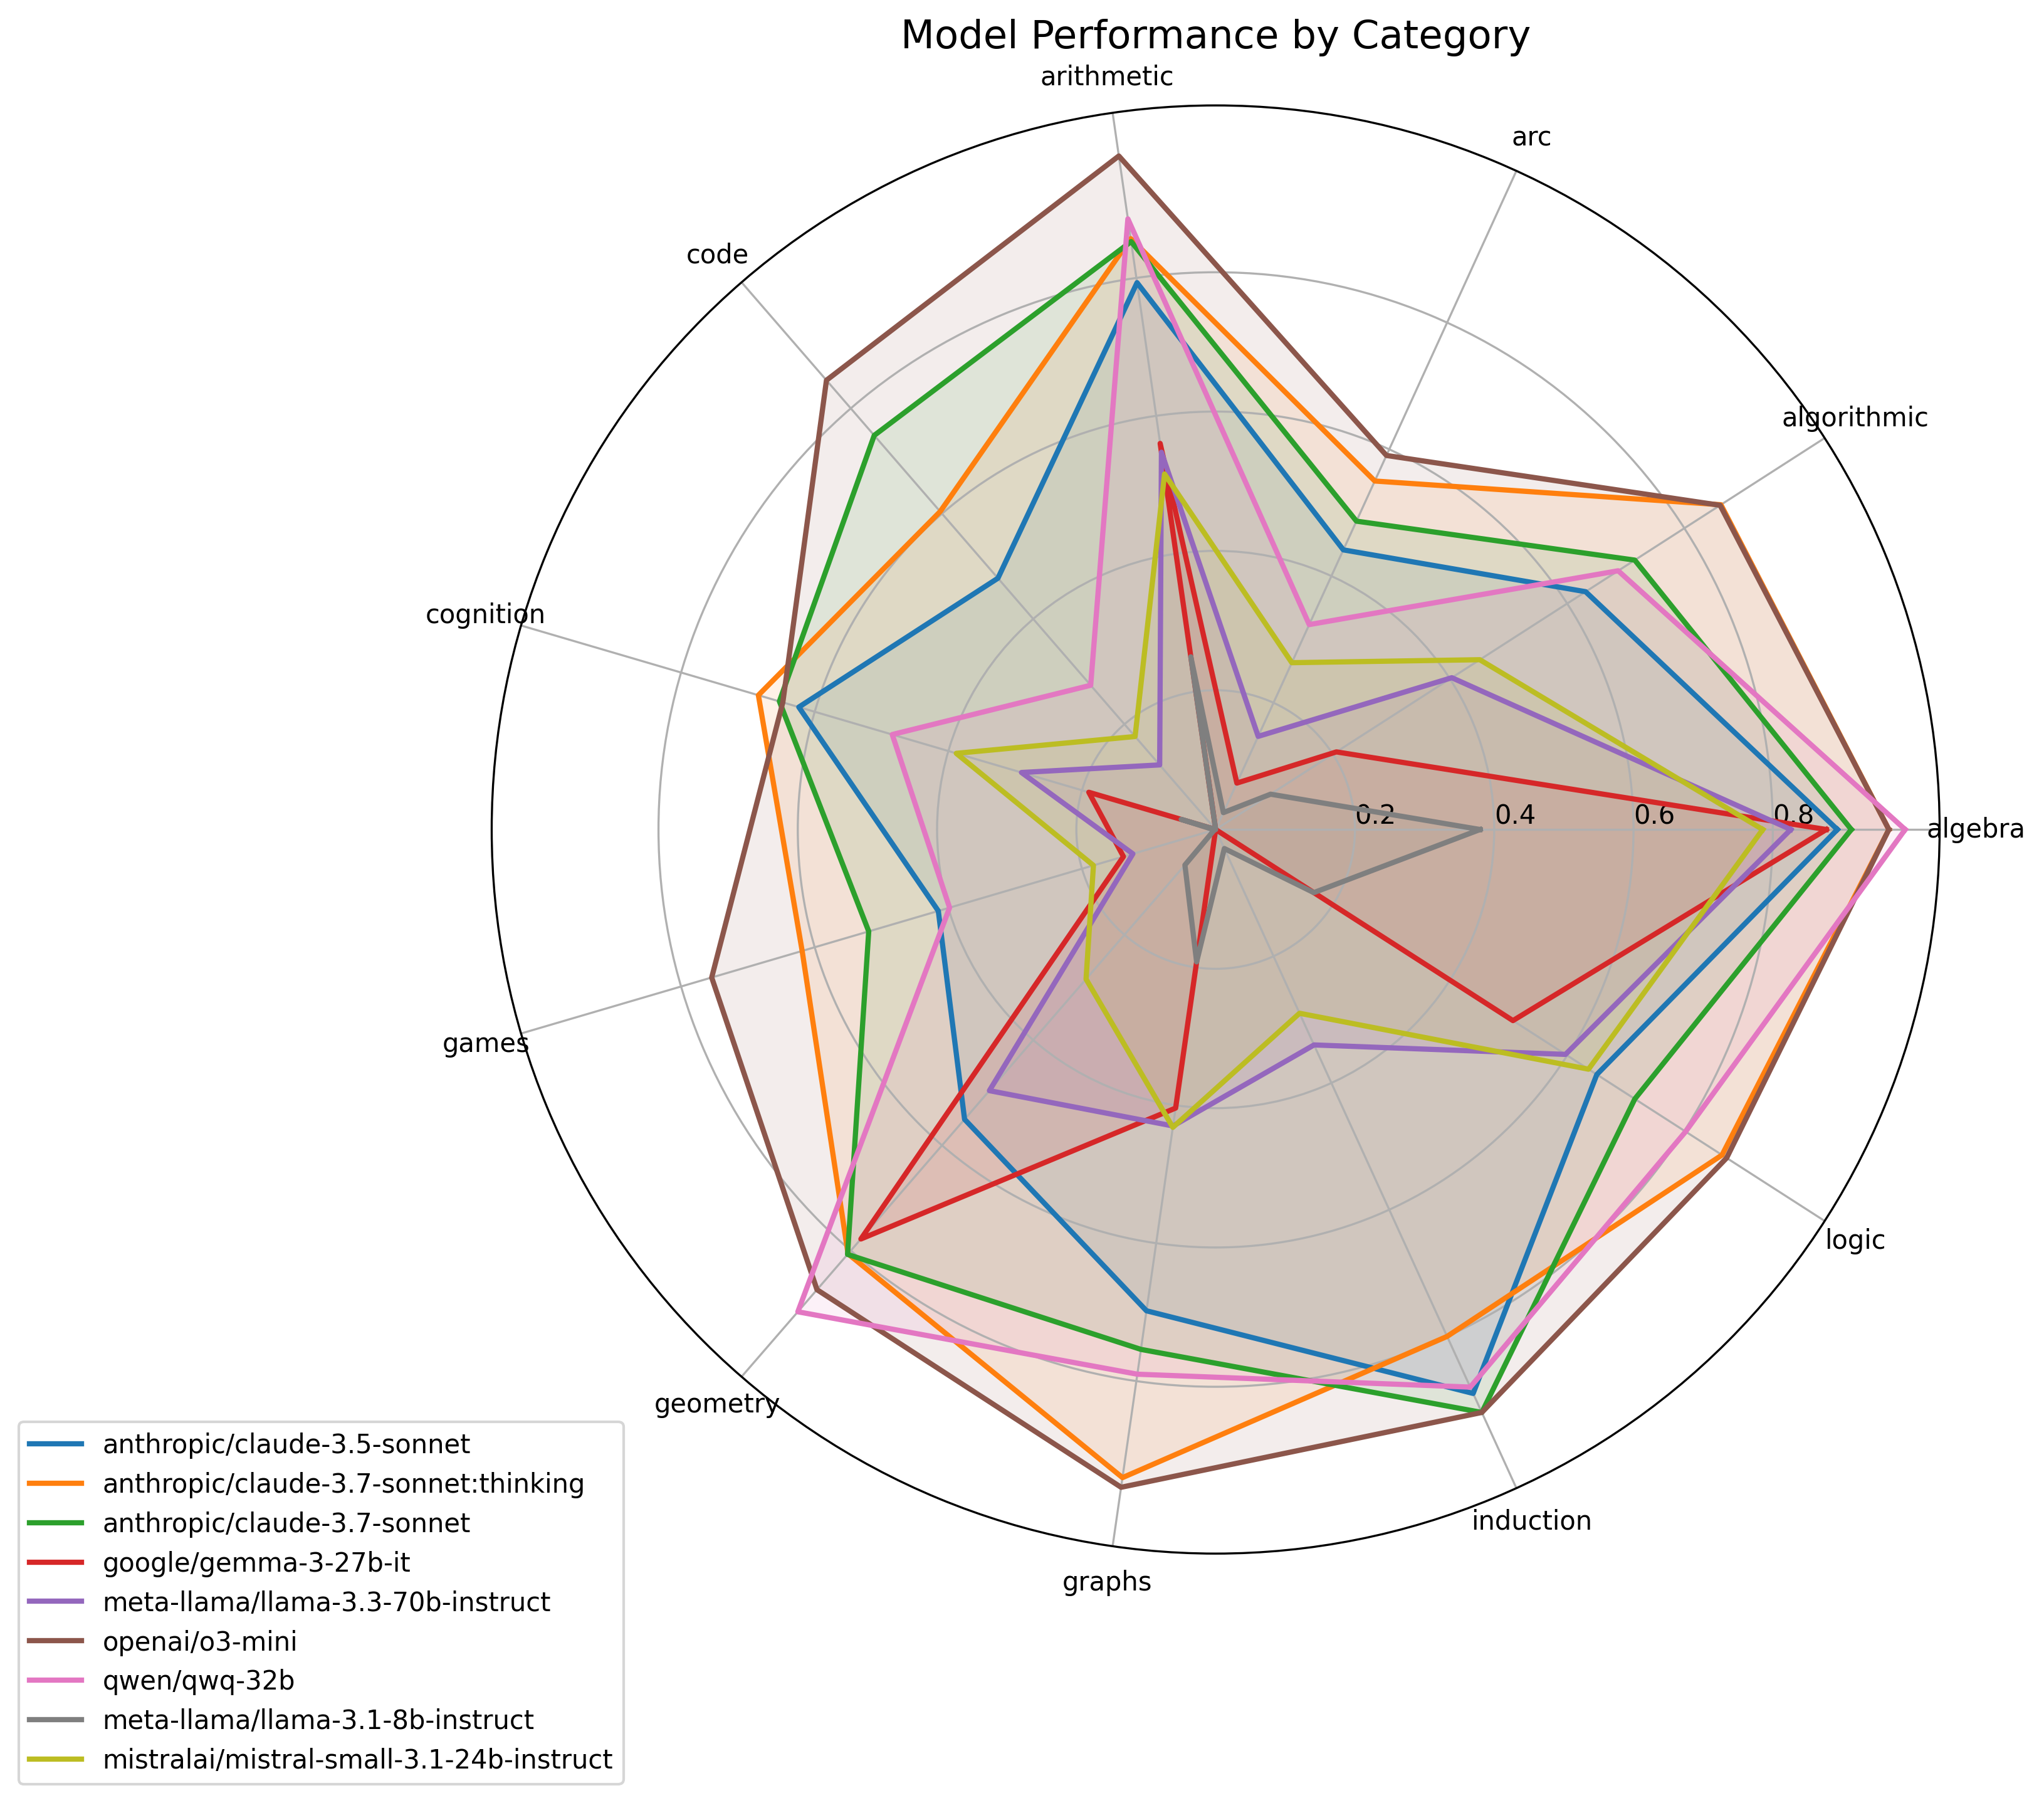 Model Performance by Category
arithmetic
arc
code
algorithmic
cognition
0.2
0.4
0.6
0.8
algebra
games
logic
geometry
induction
graphs
anthropic/claude-3.5-sonnet
anthropic/claude-3.7-sonnet:thinking
anthropic/claude-3.7-sonnet
google/gemma-3-27b-it
meta-llama/llama-3.3-70b-instruct
openai/o3-mini
qwen/qwq-32b
meta-llama/llama-3.1-8b-instruct
mistralai/mistral-small-3.1-24b-instruct